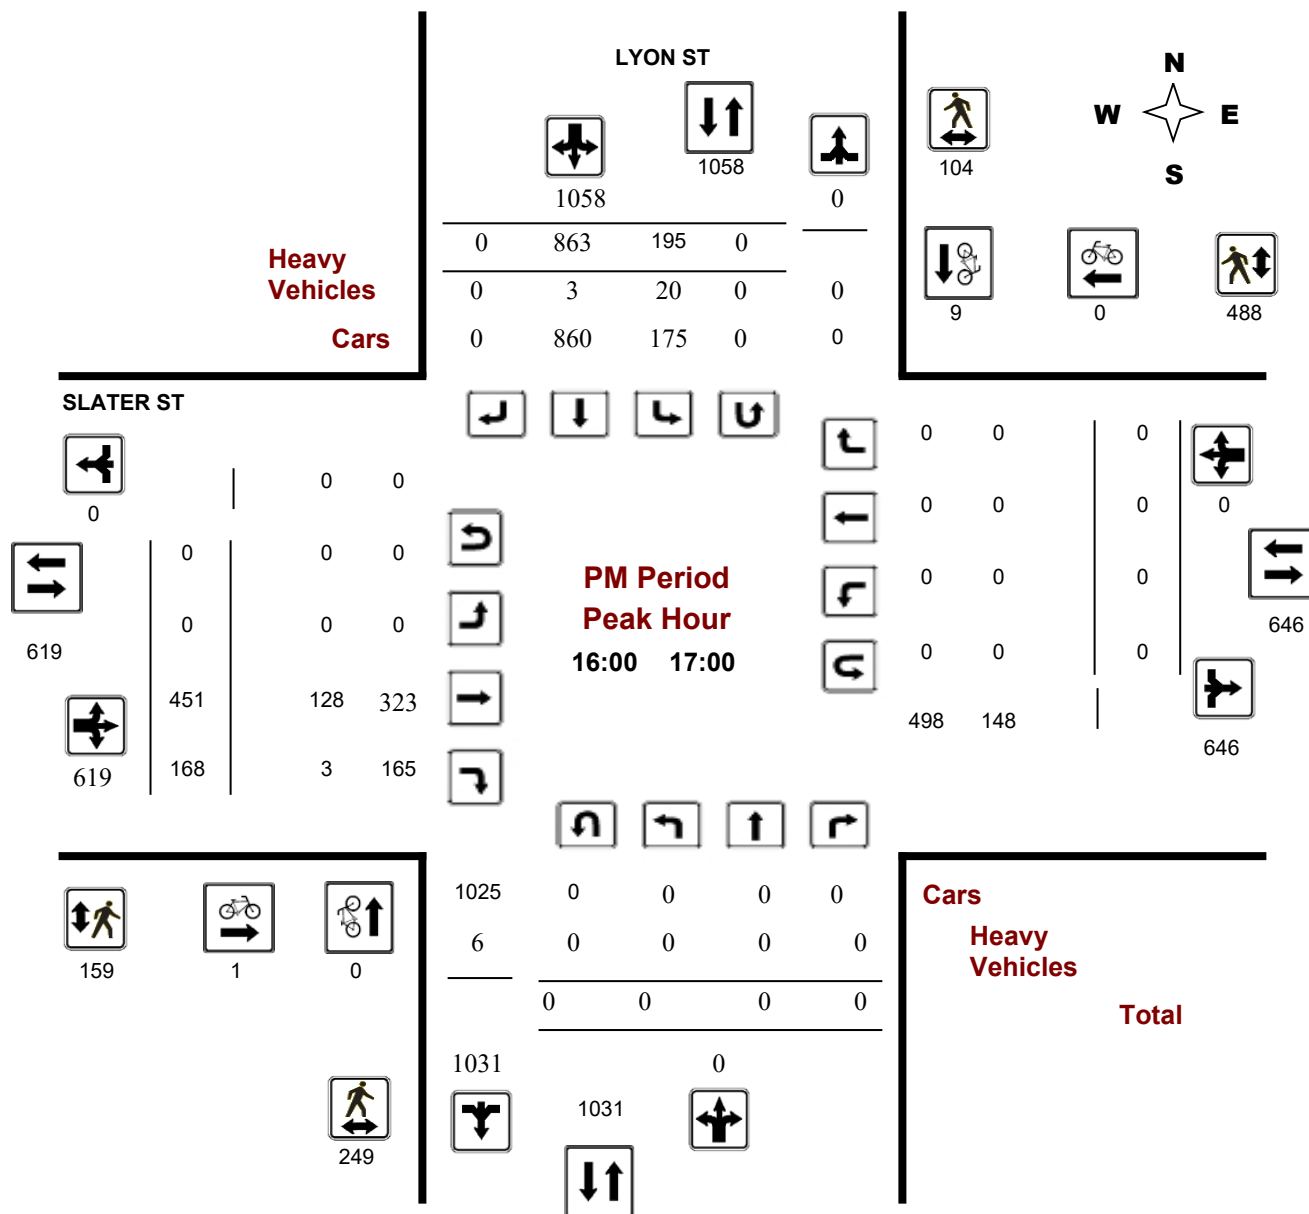 LYON ST
N
W E
S
1058
104
1058 0
0 863 195 0
Heavy
Vehicles 0 3 20 0 0
9 0 488
Cars 0 860 175 0 0
SLATER ST
0 0 0
0 0
0 0
0 0 0
0 0 0
PM Period
0 0 0
Peak Hour
0 0 0
619 646
16:00 17:00
0 0 0
451 128 323
498 148
619 168 3 165
646
1025 0 0 0 0
Cars
6 0 0 0 0
Heavy
Vehicles
159 1 0
0 0 0 0
Total
1031 0
1031
249